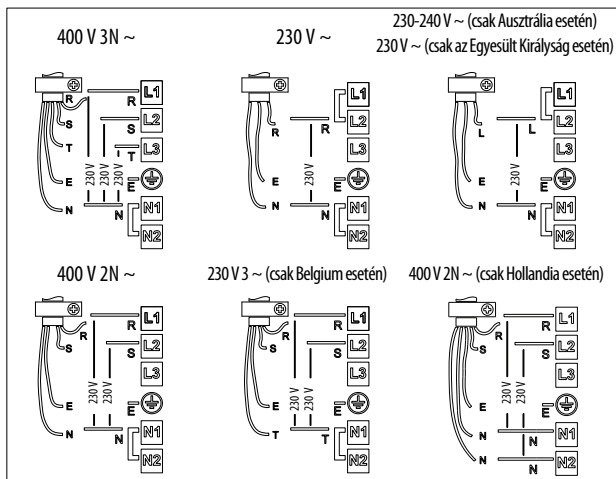 400 V 3N ~
R
S
T
E
N
R
S
T
E
N
230 V
230 V
230 V
L1
L2
L3
N1
N2
230 V ~
R
E
N
R
E
N
230 V
L1
L2
L3
N1
N2
230-240 V ~ (csak Ausztrália esetén)
230 V ~ (csak az Egyesült Királyság esetén)
L
E
N
L
E
N
230 V
L1
L2
L3
N1
N2
400 V 2N ~
R
S
E
N
R
S
E
N
230 V
230 V
L1
L2
L3
N1
N2
230 V 3 ~ (csak Belgium esetén)
R
S
E
T
R
S
E
T
230 V
230 V
L1
L2
L3
N1
N2
400 V 2N ~ (csak Hollandia esetén)
R
S
E
N
N
R
S
E
N
N
230 V
230 V
L1
L2
L3
N1
N2